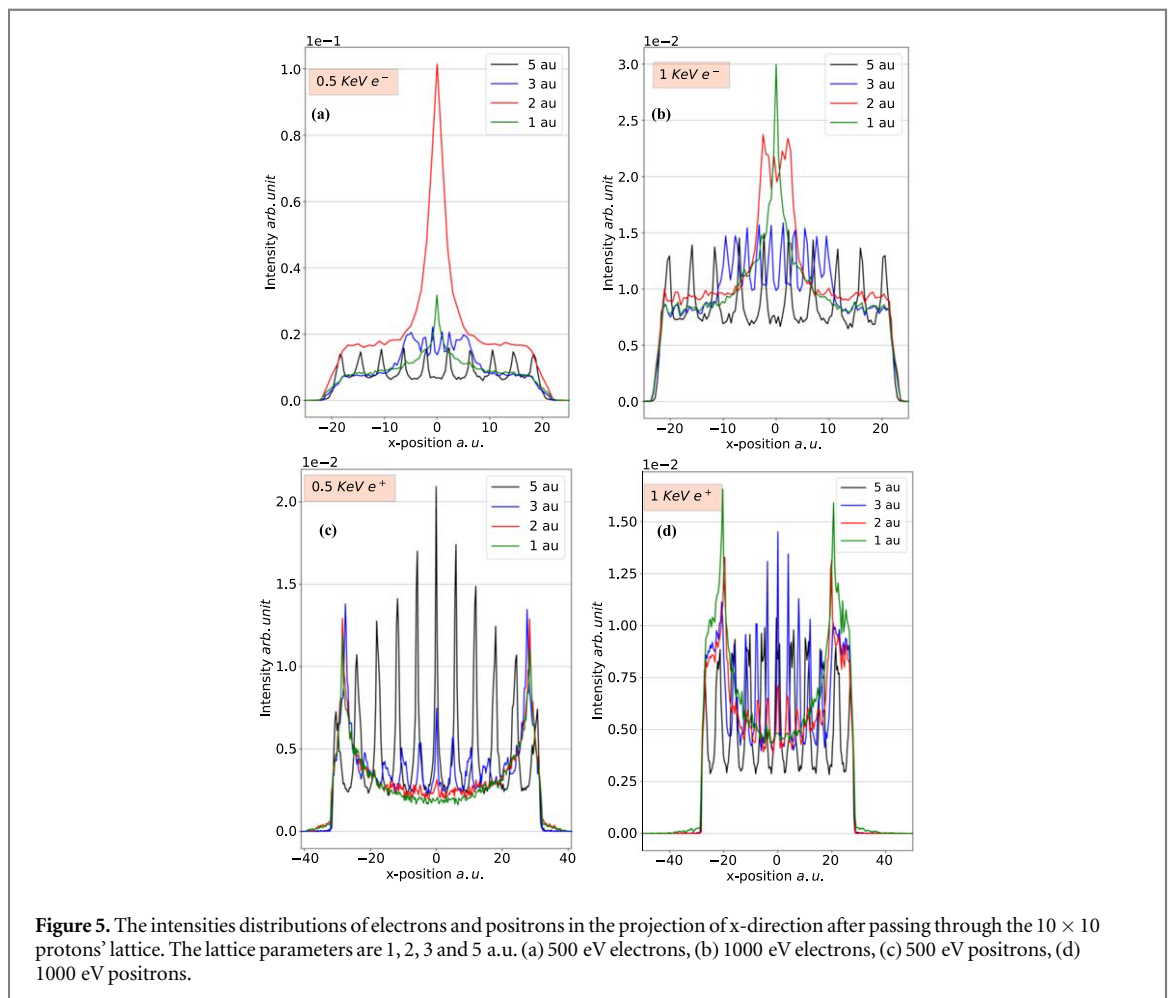 1e−1
1.0
0.8
0.6
0.4
0.2
0.0
Intensity arb.unit
0.5 KeV e−
(a)
5 au
3 au
2 au
1 au
−20
−10
0
10
20
x-position a.u.
1e−2
3.0
2.5
2.0
1.5
1.0
0.5
0.0
Intensity arb.unit
1 KeV e−
(b)
5 au
3 au
2 au
1 au
−20
−10
0
10
20
x-position a.u.
1e−2
2.0
1.5
1.0
0.5
0.0
Intensity arb.unit
0.5 KeV e+
(c)
5 au
3 au
2 au
1 au
−40
−20
0
20
40
x-position a.u.
1e−2
1.50
1.25
1.00
0.75
0.50
0.25
0.00
Intensity arb.unit
1 KeV e+
(d)
5 au
3 au
2 au
1 au
−40
−20
0
20
40
x-position a.u.
Figure 5. The intensities distributions of electrons and positrons in the projection of x-direction after passing through the 10 × 10
protons' lattice. The lattice parameters are 1, 2, 3 and 5 a.u. (a) 500 eV electrons, (b) 1000 eV electrons, (c) 500 eV positrons, (d)
1000 eV positrons.